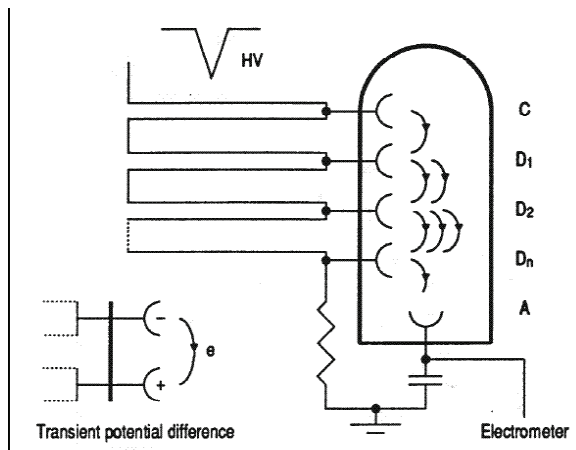 HV
C
D1
D2
Dn
A
− 
e
+
Transient potential difference
Electrometer